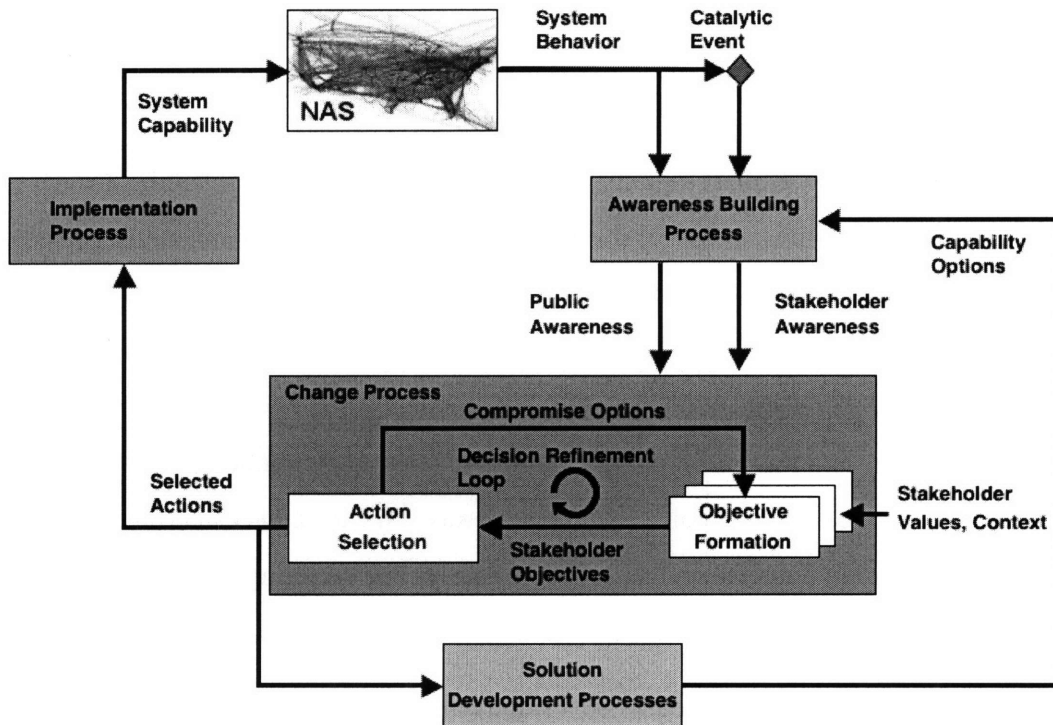 System
Behavior
Catalytic
Event
NAS
System
Capability
Implementation
Process
Awareness Building
Process
Capability
Options
Public
Awareness
Stakeholder
Awareness
Change Process
Compromise Options
Decision Refinement
Loop
Selected
Actions
Action
Selection
Objective
Formation
Stakeholder
Values, Context
Stakeholder
Objectives
Solution
Development Processes